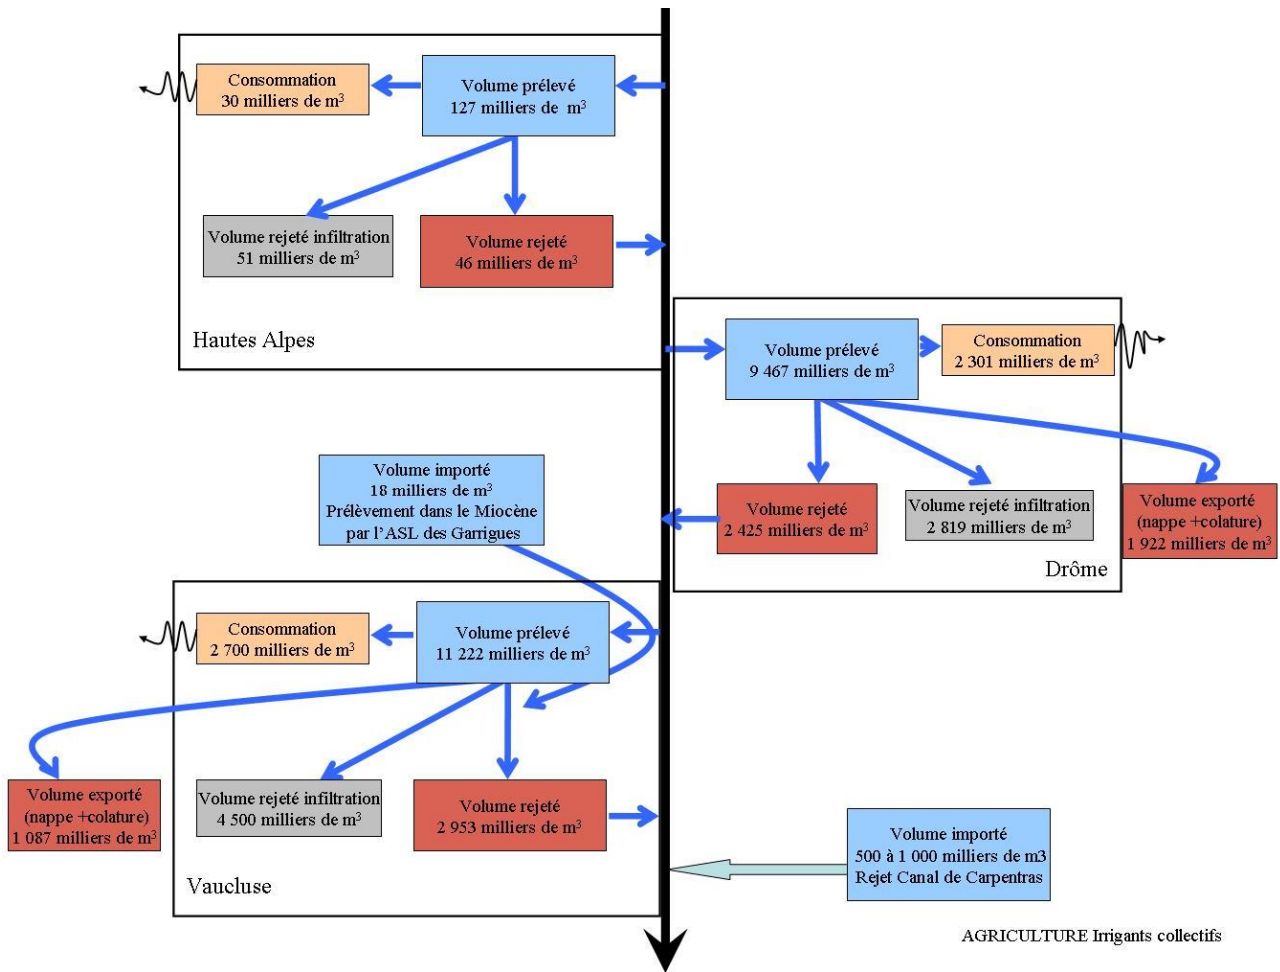 Consommation
30 milliers de m³
Volume prélevé
127 milliers de m³
Volume rejeté infiltration
51 milliers de m³
Volume rejeté
46 milliers de m³
Hautes Alpes
Volume prélevé
9 467 milliers de m³
Consommation
2 301 milliers de m³
Volume rejeté
2 425 milliers de m³
Volume rejeté infiltration
2 819 milliers de m³
Volume exporté
(nappe +colature)
1 922 milliers de m³
Drôme
Volume importé
18 milliers de m³
Prélèvement dans le Miocène
par l'ASL des Garrigues
Consommation
2 700 milliers de m³
Volume prélevé
11 222 milliers de m³
Volume exporté
(nappe +colature)
1 087 milliers de m³
Volume rejeté infiltration
4 500 milliers de m³
Volume rejeté
2 953 milliers de m³
Vaucluse
Volume importé
500 à 1 000 milliers de m3
Rejet Canal de Carpentras
AGRICULTURE Irrigants collectifs